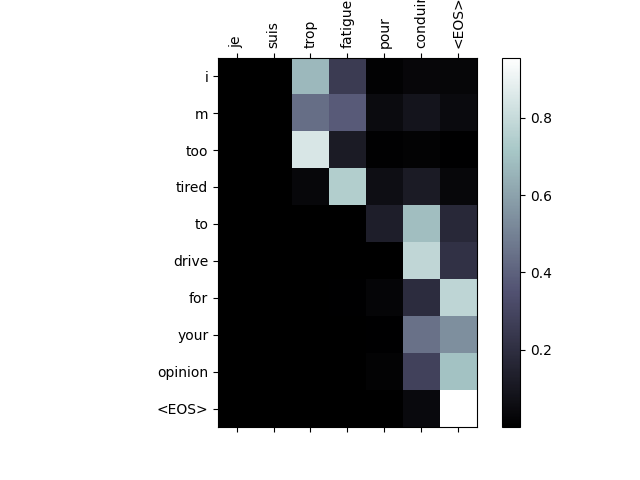 je
suis
trop
fatigue
pour
<EOS>
i
m
too
tired
to
drive
for
your
opinion
<EOS>
0.8
0.6
0.4
0.2